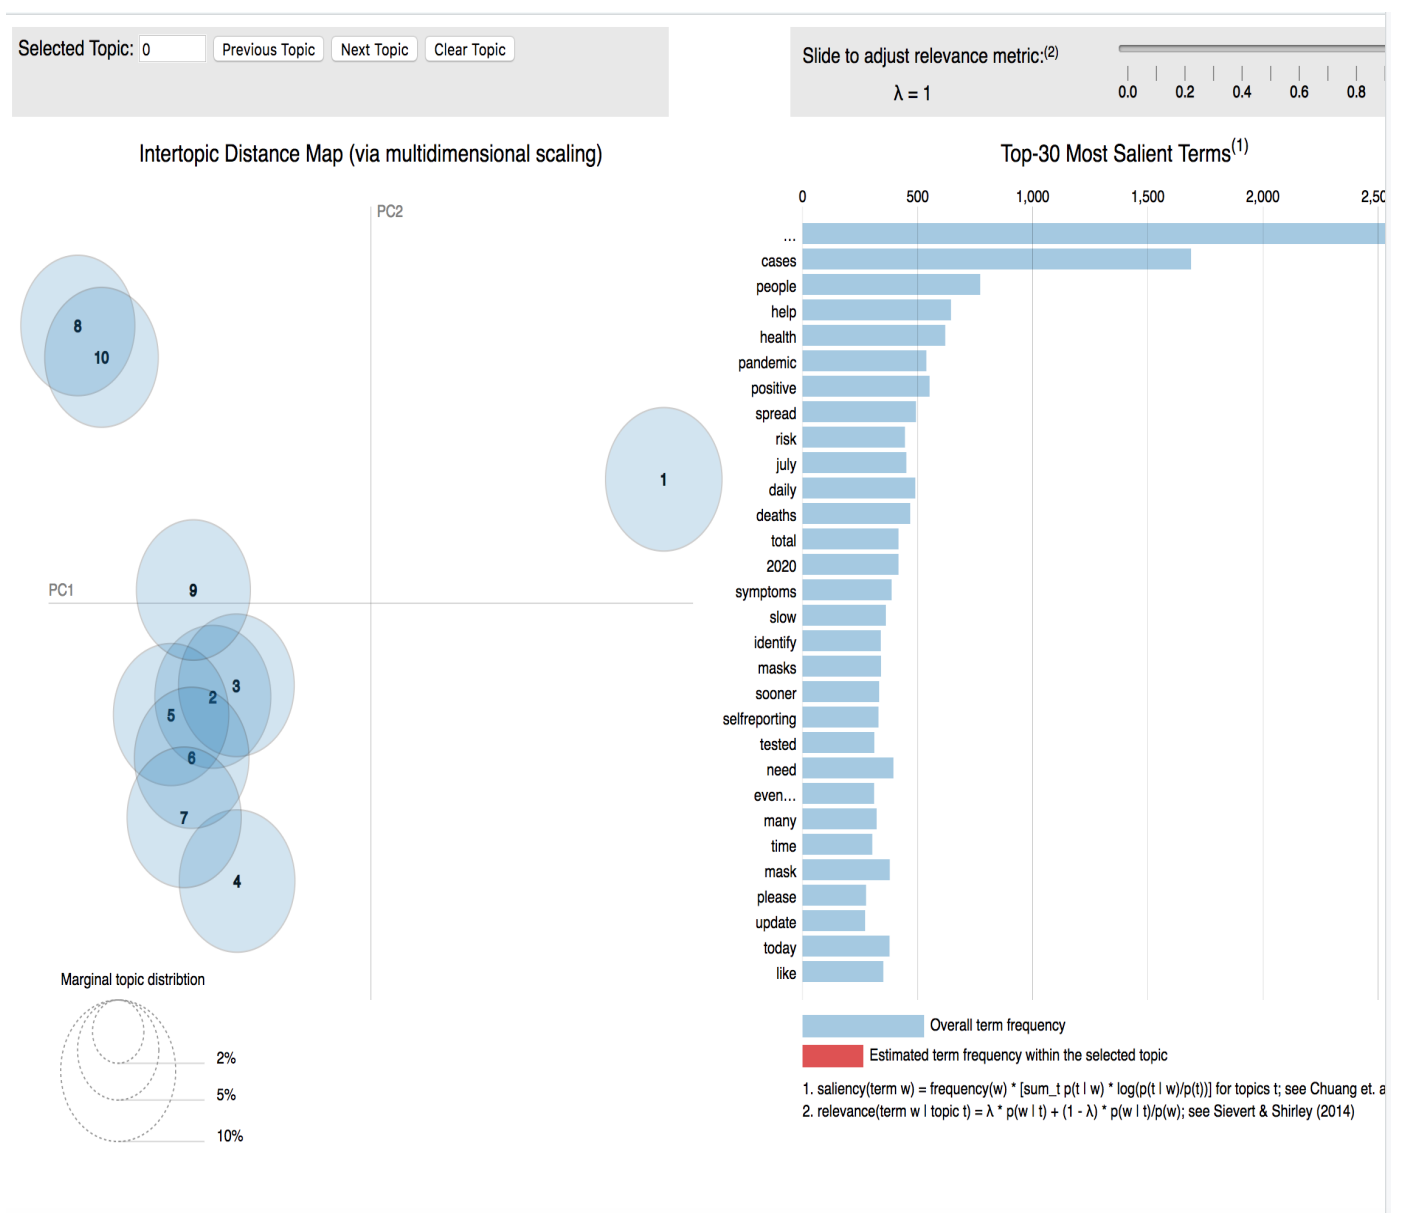 Selected Topic: 0 Previous Topic Next Topic Clear Topic
Slide to adjust relevance metric:(2)
λ = 1
0.0 0.2 0.4 0.6 0.8
Intertopic Distance Map (via multidimensional scaling)
PC2
PC1
8
10
1
9
3
2
5
6
7
4
Marginal topic distribtion
2%
5%
10%
Top-30 Most Salient Terms(1)
0 500 1,000 1,500 2,000 2,50
...
cases
people
help
health
pandemic
positive
spread
risk
july
daily
deaths
total
2020
symptoms
slow
identify
masks
sooner
selfreporting
tested
need
even…
many
time
mask
please
update
today
like
Overall term frequency
Estimated term frequency within the selected topic
1. saliency(term w) = frequency(w) * [sum_t p(t | w) * log(p(t | w)/p(t))] for topics t; see Chuang et. a
2. relevance(term w | topic t) = λ * p(w | t) + (1 - λ) * p(w | t)/p(w); see Sievert & Shirley (2014)